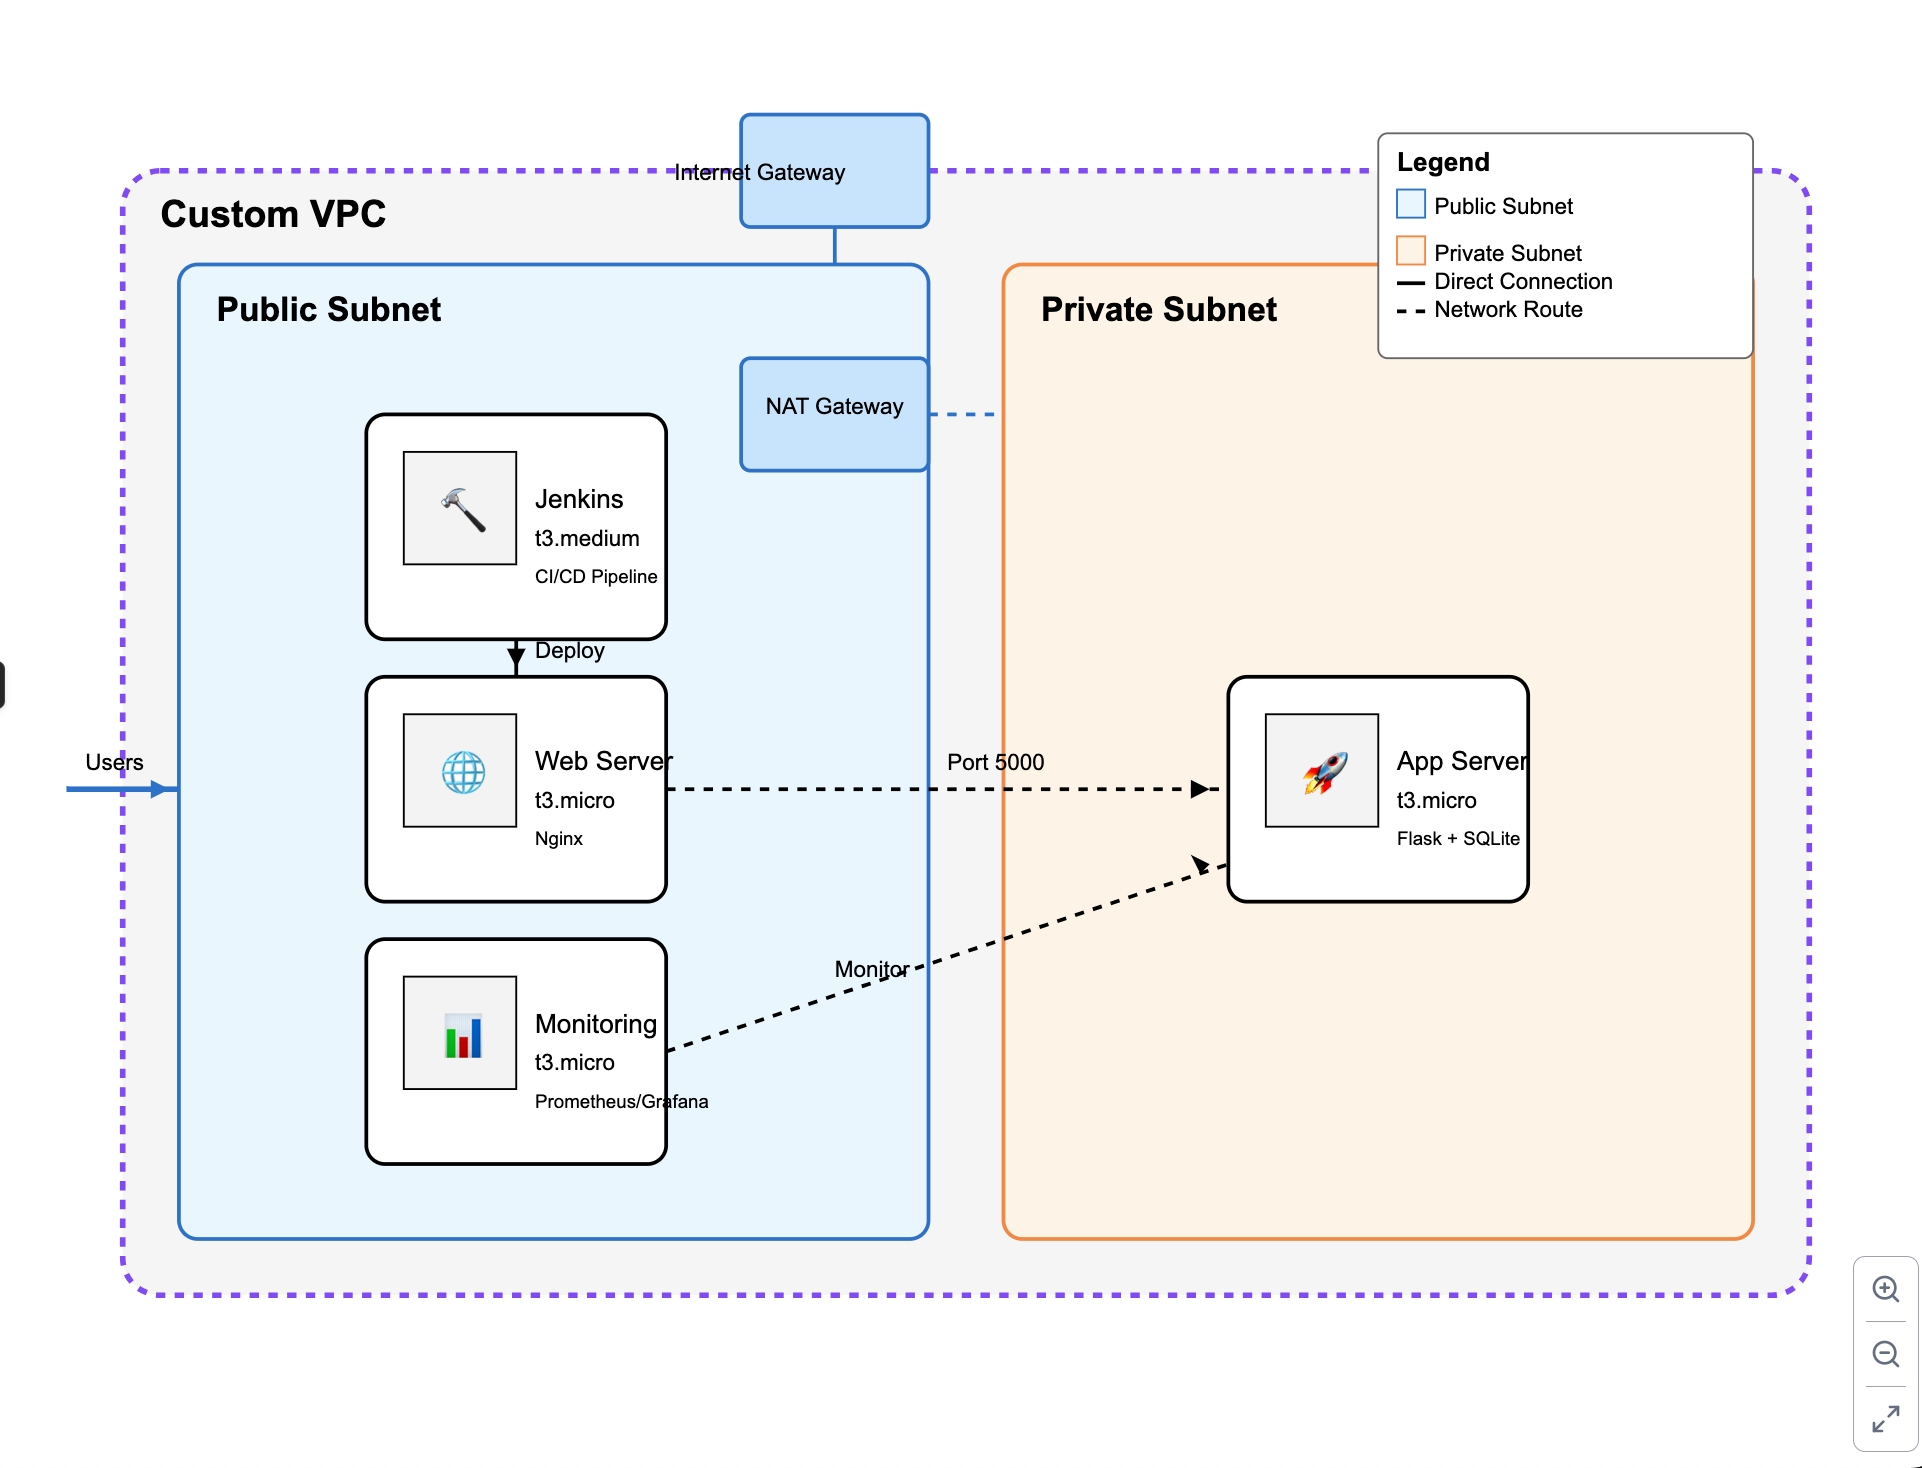 Internet Gateway
Custom VPC
Legend
Public Subnet
Private Subnet
Direct Connection
Network Route
Public Subnet
Private Subnet
NAT Gateway
Jenkins
t3.medium
CI/CD Pipeline
Deploy
Users
Web Server
t3.micro
Nginx
Port 5000
App Server
t3.micro
Flask + SQLite
Monitor
Monitoring
t3.micro
Prometheus/Grafana